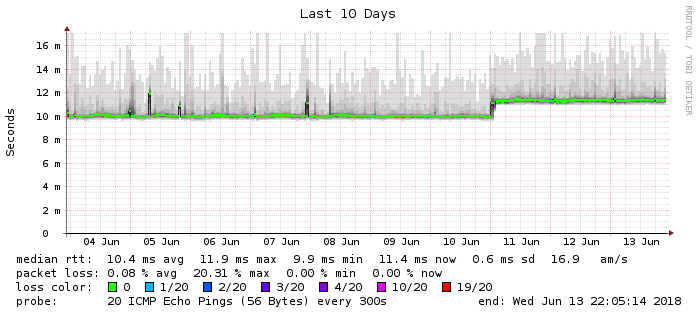 Last 10 Days
RRDTOOL / TOBI OETIKER
Seconds
16 m
14 m
12 m
10 m
8 m
6 m
4 m
2 m
0
04 Jun 05 Jun 06 Jun 07 Jun 08 Jun 09 Jun 10 Jun 11 Jun 12 Jun 13 Jun
median rtt: 10.4 ms avg 11.9 ms max 9.9 ms min 11.4 ms now 0.6 ms sd 16.9 am/s
packet loss: 0.08 % avg 20.31 % max 0.00 % min 0.00 % now
loss color: 0 1/20 2/20 3/20 4/20 10/20 19/20
probe: 20 ICMP Echo Pings (56 Bytes) every 300s end: Wed Jun 13 22:05:14 2018